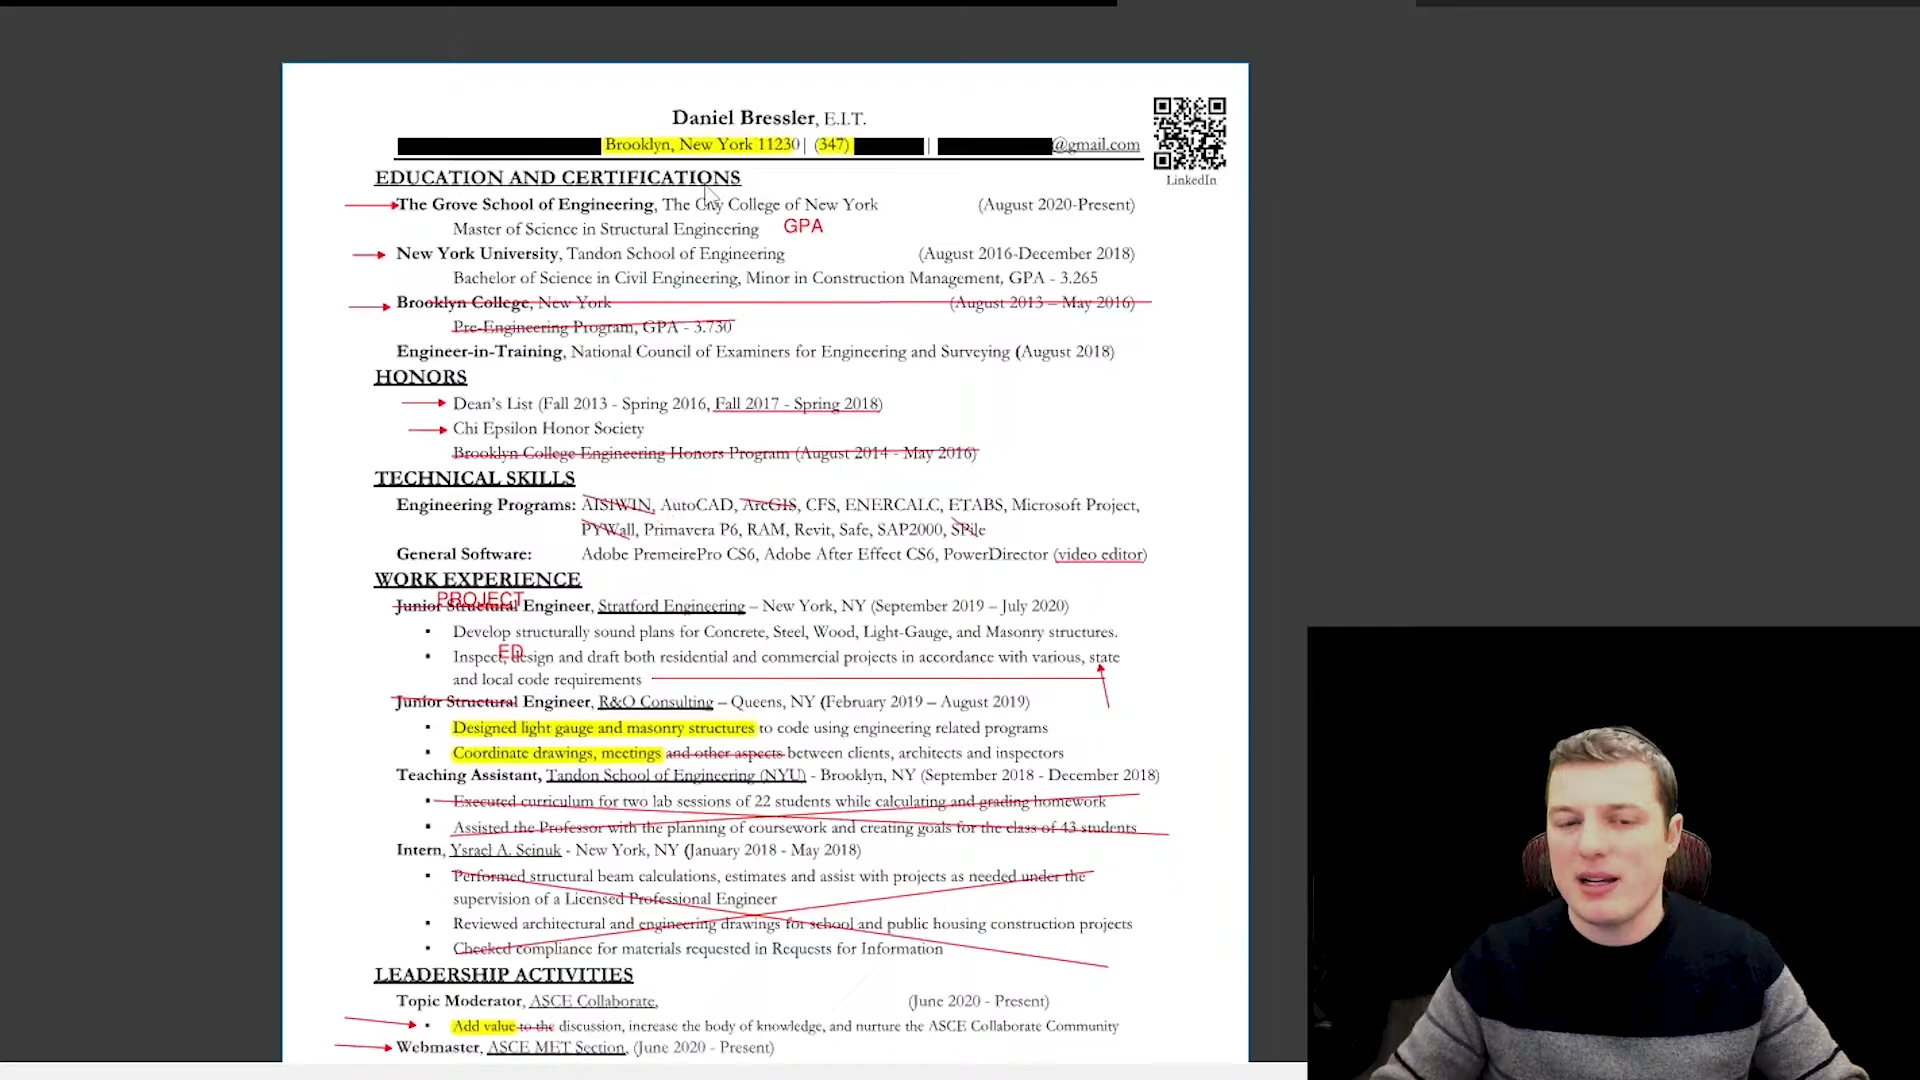 Daniel Bressler, E.I.T.
Brooklyn, New York 11230 | (347) || @gmail.com
LinkedIn
EDUCATION AND CERTIFICATIONS
The Grove School of Engineering, The City College of New York (August 2020-Present)
Master of Science in Structural Engineering GPA
New York University, Tandon School of Engineering (August 2016-December 2018)
Bachelor of Science in Civil Engineering, Minor in Construction Management, GPA - 3.265
Brooklyn College, New York (August 2013 – May 2016)
Pre-Engineering Program, GPA - 3.730
Engineer-in-Training, National Council of Examiners for Engineering and Surveying (August 2018)
HONORS
Dean's List (Fall 2013 - Spring 2016, Fall 2017 - Spring 2018)
Chi Epsilon Honor Society
Brooklyn College Engineering Honors Program (August 2014 - May 2016)
TECHNICAL SKILLS
Engineering Programs: AISIWIN, AutoCAD, ArcGIS, CFS, ENERCALC, ETABS, Microsoft Project,
PYWall, Primavera P6, RAM, Revit, Safe, SAP2000, SPile
General Software: Adobe PremeirePro CS6, Adobe After Effect CS6, PowerDirector (video editor)
WORK EXPERIENCE
PROJECT
Junior Structural Engineer, Stratford Engineering – New York, NY (September 2019 – July 2020)
Develop structurally sound plans for Concrete, Steel, Wood, Light-Gauge, and Masonry structures.
ED
Inspect, design and draft both residential and commercial projects in accordance with various, state
and local code requirements
Junior Structural Engineer, R&O Consulting – Queens, NY (February 2019 – August 2019)
Designed light gauge and masonry structures to code using engineering related programs
Coordinate drawings, meetings and other aspects between clients, architects and inspectors
Teaching Assistant, Tandon School of Engineering (NYU) - Brooklyn, NY (September 2018 - December 2018)
Executed curriculum for two lab sessions of 22 students while calculating and grading homework
Assisted the Professor with the planning of coursework and creating goals for the class of 43 students
Intern, Ysrael A. Seinuk - New York, NY (January 2018 - May 2018)
Performed structural beam calculations, estimates and assist with projects as needed under the
supervision of a Licensed Professional Engineer
Reviewed architectural and engineering drawings for school and public housing construction projects
Checked compliance for materials requested in Requests for Information
LEADERSHIP ACTIVITIES
Topic Moderator, ASCE Collaborate, (June 2020 - Present)
Add value to the discussion, increase the body of knowledge, and nurture the ASCE Collaborate Community
Webmaster, ASCE MET Section, (June 2020 - Present)